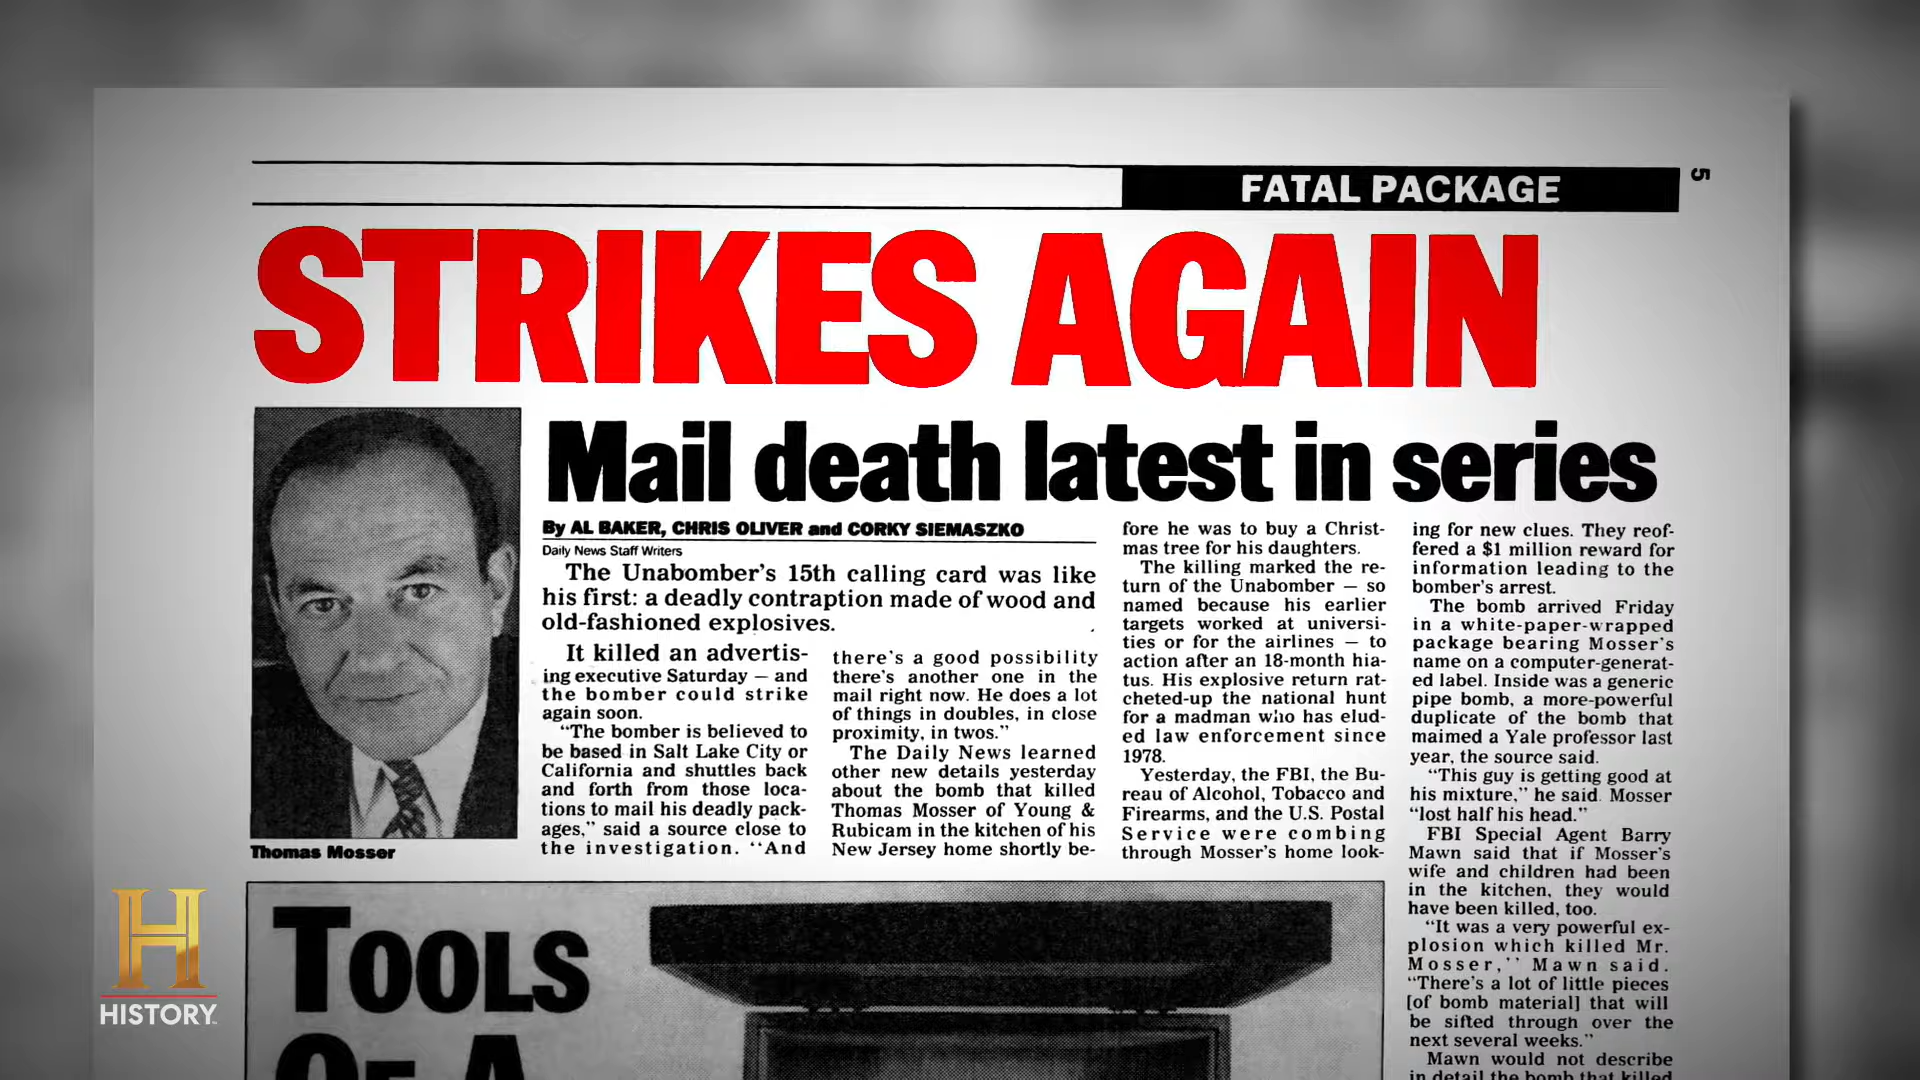 FATAL PACKAGE
5
STRIKES AGAIN
Mail death latest in series
By AL BAKER, CHRIS OLIVER and CORKY SIEMASZKO
Daily News Staff Writers
The Unabomber's 15th calling card was like
his first: a deadly contraption made of wood and
old-fashioned explosives.
It killed an advertis-
ing executive Saturday — and
the bomber could strike
again soon.
"The bomber is believed to
be based in Salt Lake City or
California and shuttles back
and forth from those loca-
tions to mail his deadly pack-
ages," said a source close to
the investigation. "And
there's a good possibility
there's another one in the
mail right now. He does a lot
of things in doubles, in close
proximity, in twos."
The Daily News learned
other new details yesterday
about the bomb that killed
Thomas Mosser of Young &
Rubicam in the kitchen of his
New Jersey home shortly be-
fore he was to buy a Christ-
mas tree for his daughters.
The killing marked the re-
turn of the Unabomber — so
named because his earlier
targets worked at universi-
ties or for the airlines — to
action after an 18-month hia-
tus. His explosive return rat-
cheted-up the national hunt
for a madman who has elud-
ed law enforcement since
1978.
Yesterday, the FBI, the Bu-
reau of Alcohol, Tobacco and
Firearms, and the U.S. Postal
Service were combing
through Mosser's home look-
ing for new clues. They reof-
fered a $1 million reward for
information leading to the
bomber's arrest.
The bomb arrived Friday
in a white-paper-wrapped
package bearing Mosser's
name on a computer-generat-
ed label. Inside was a generic
pipe bomb, a more-powerful
duplicate of the bomb that
maimed a Yale professor last
year, the source said.
"This guy is getting good at
his mixture," he said. Mosser
"lost half his head."
FBI Special Agent Barry
Mawn said that if Mosser's
wife and children had been
in the kitchen, they would
have been killed, too.
"It was a very powerful ex-
plosion which killed Mr.
Mosser," Mawn said.
"There's a lot of little pieces
[of bomb material] that will
be sifted through over the
next several weeks."
Mawn would not describe
in detail the bomb that killed
Thomas Mosser
TOOLS
OF A
H
HISTORY